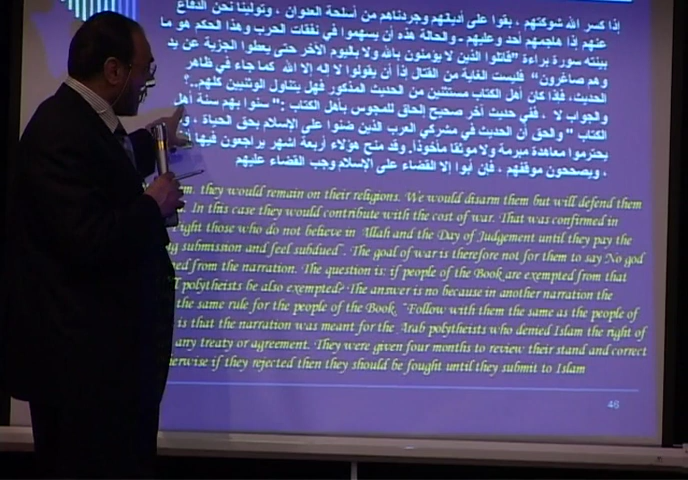 إذا كسر الله شوكتهم ، بقوا على أديانهم وجردناهم من أسلحة العدوان ، وتولينا نحن الدفاع
عنهم إذا هاجمهم أحد وعليهم - والحالة هذه أن يسهموا في نفقات الحرب وهذا الحكم هو ما
بينته سورة براءة "قاتلوا الذين لا يؤمنون بالله ولا باليوم الآخر حتى يعطوا الجزية عن يد
وهم صاغرون " فليست الغاية من القتال إذاً أن يقولوا لا إله إلا الله كما جاء في ظاهر
الحديث، فإذا كان أهل الكتاب مستثنين من الحديث المذكور فهل يتناول الوثنيين كلهم..؟
والجواب لا ، ففي حديث آخر صحيح إلحاق للمجوس بأهل الكتاب :" سنوا بهم سنة أهل
الكتاب " والحق أن الحديث في مشركي العرب الذين ضنوا على الإسلام بحق الحياة ،
يحترموا معاهدة مبرمة ولا موثقا مأخوذا، وقد منح هؤلاء أربعة اشهر يراجعون فيها
، ويصححون موقفهم ، فإن أبوا إلا القضاء على الإسلام وجب القضاء عليهم
they would remain on their religions. We would disarm them but will defend them
In this case they would contribute with the cost of war. That was confirmed in
those who do not believe in Allah and the Day of Judgement until they pay the
submission and feel subdued". The goal of war is therefore not for them to say No god
from the narration. The question is: if people of the Book are exempted from that
polytheists be also exempted? The answer is no because in another narration the
the same rule for the people of the Book. "Follow with them the same as the people of
is that the narration was meant for the Arab polytheists who denied Islam the right of
any treaty or agreement. They were given four months to review their stand and correct
if they rejected then they should be fought until they submit to Islam
46